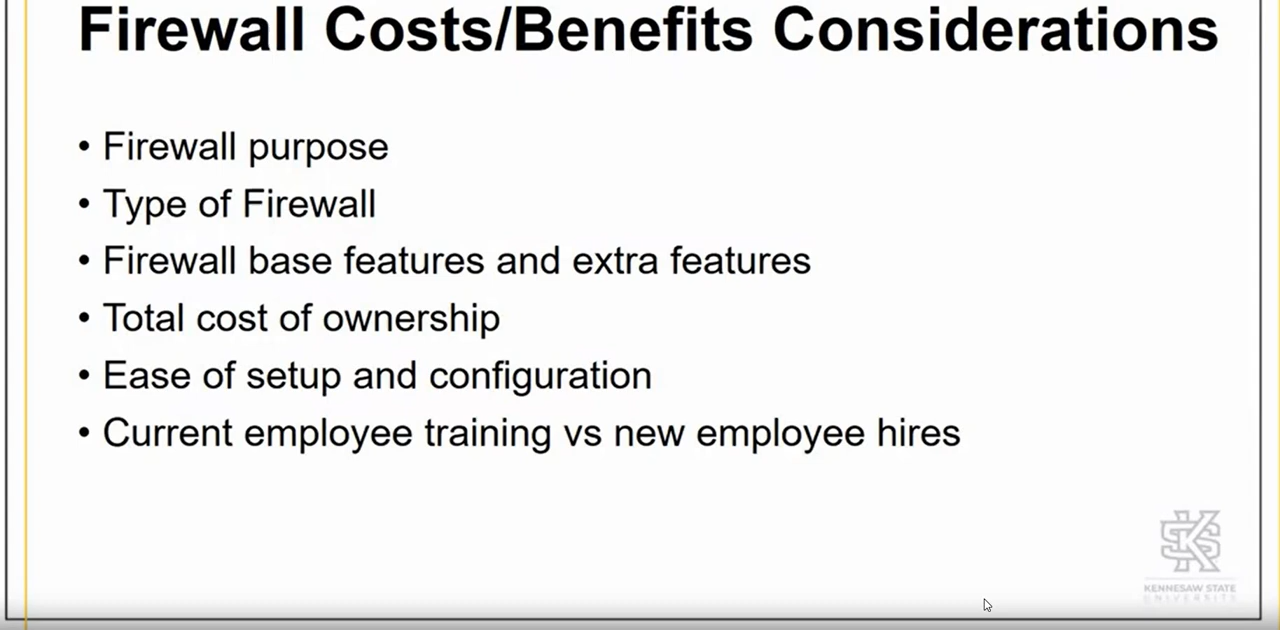 Firewall Costs/Benefits Considerations
• Firewall purpose
• Type of Firewall
• Firewall base features and extra features
• Total cost of ownership
• Ease of setup and configuration
• Current employee training vs new employee hires
KS
KENNESAW STATE
UNIVERSITY